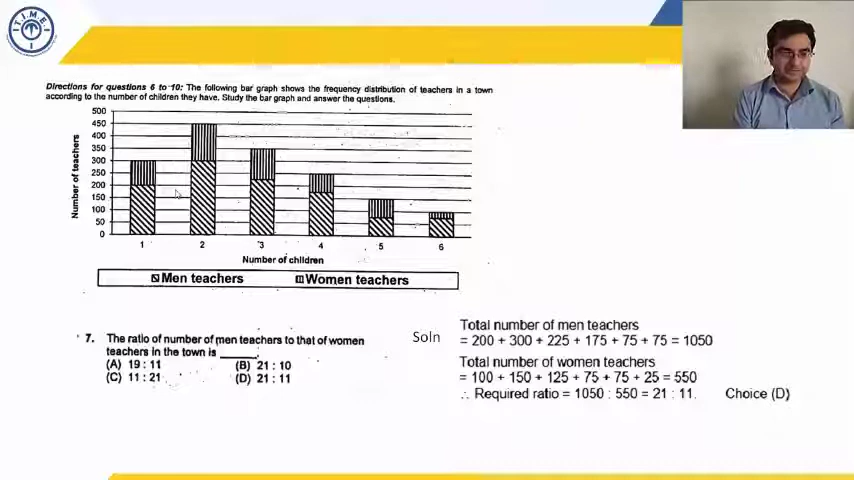 I.T.I.M.E.I
Directions for questions 6 to 10: The following bar graph shows the frequency distribution of teachers in a town
according to the number of children they have. Study the bar graph and answer the questions.
500
450
400
350
300
250
200
150
100
50
0
Number of teachers
1 2 3 4 5 6
Number of children
Men teachers Women teachers
7. The ratio of number of men teachers to that of women
teachers in the town is ______.
(A) 19 : 11 (B) 21 : 10
(C) 11 : 21 (D) 21 : 11
Soln
Total number of men teachers
= 200 + 300 + 225 + 175 + 75 + 75 = 1050
Total number of women teachers
= 100 + 150 + 125 + 75 + 75 + 25 = 550
∴ Required ratio = 1050 : 550 = 21 : 11. Choice (D)